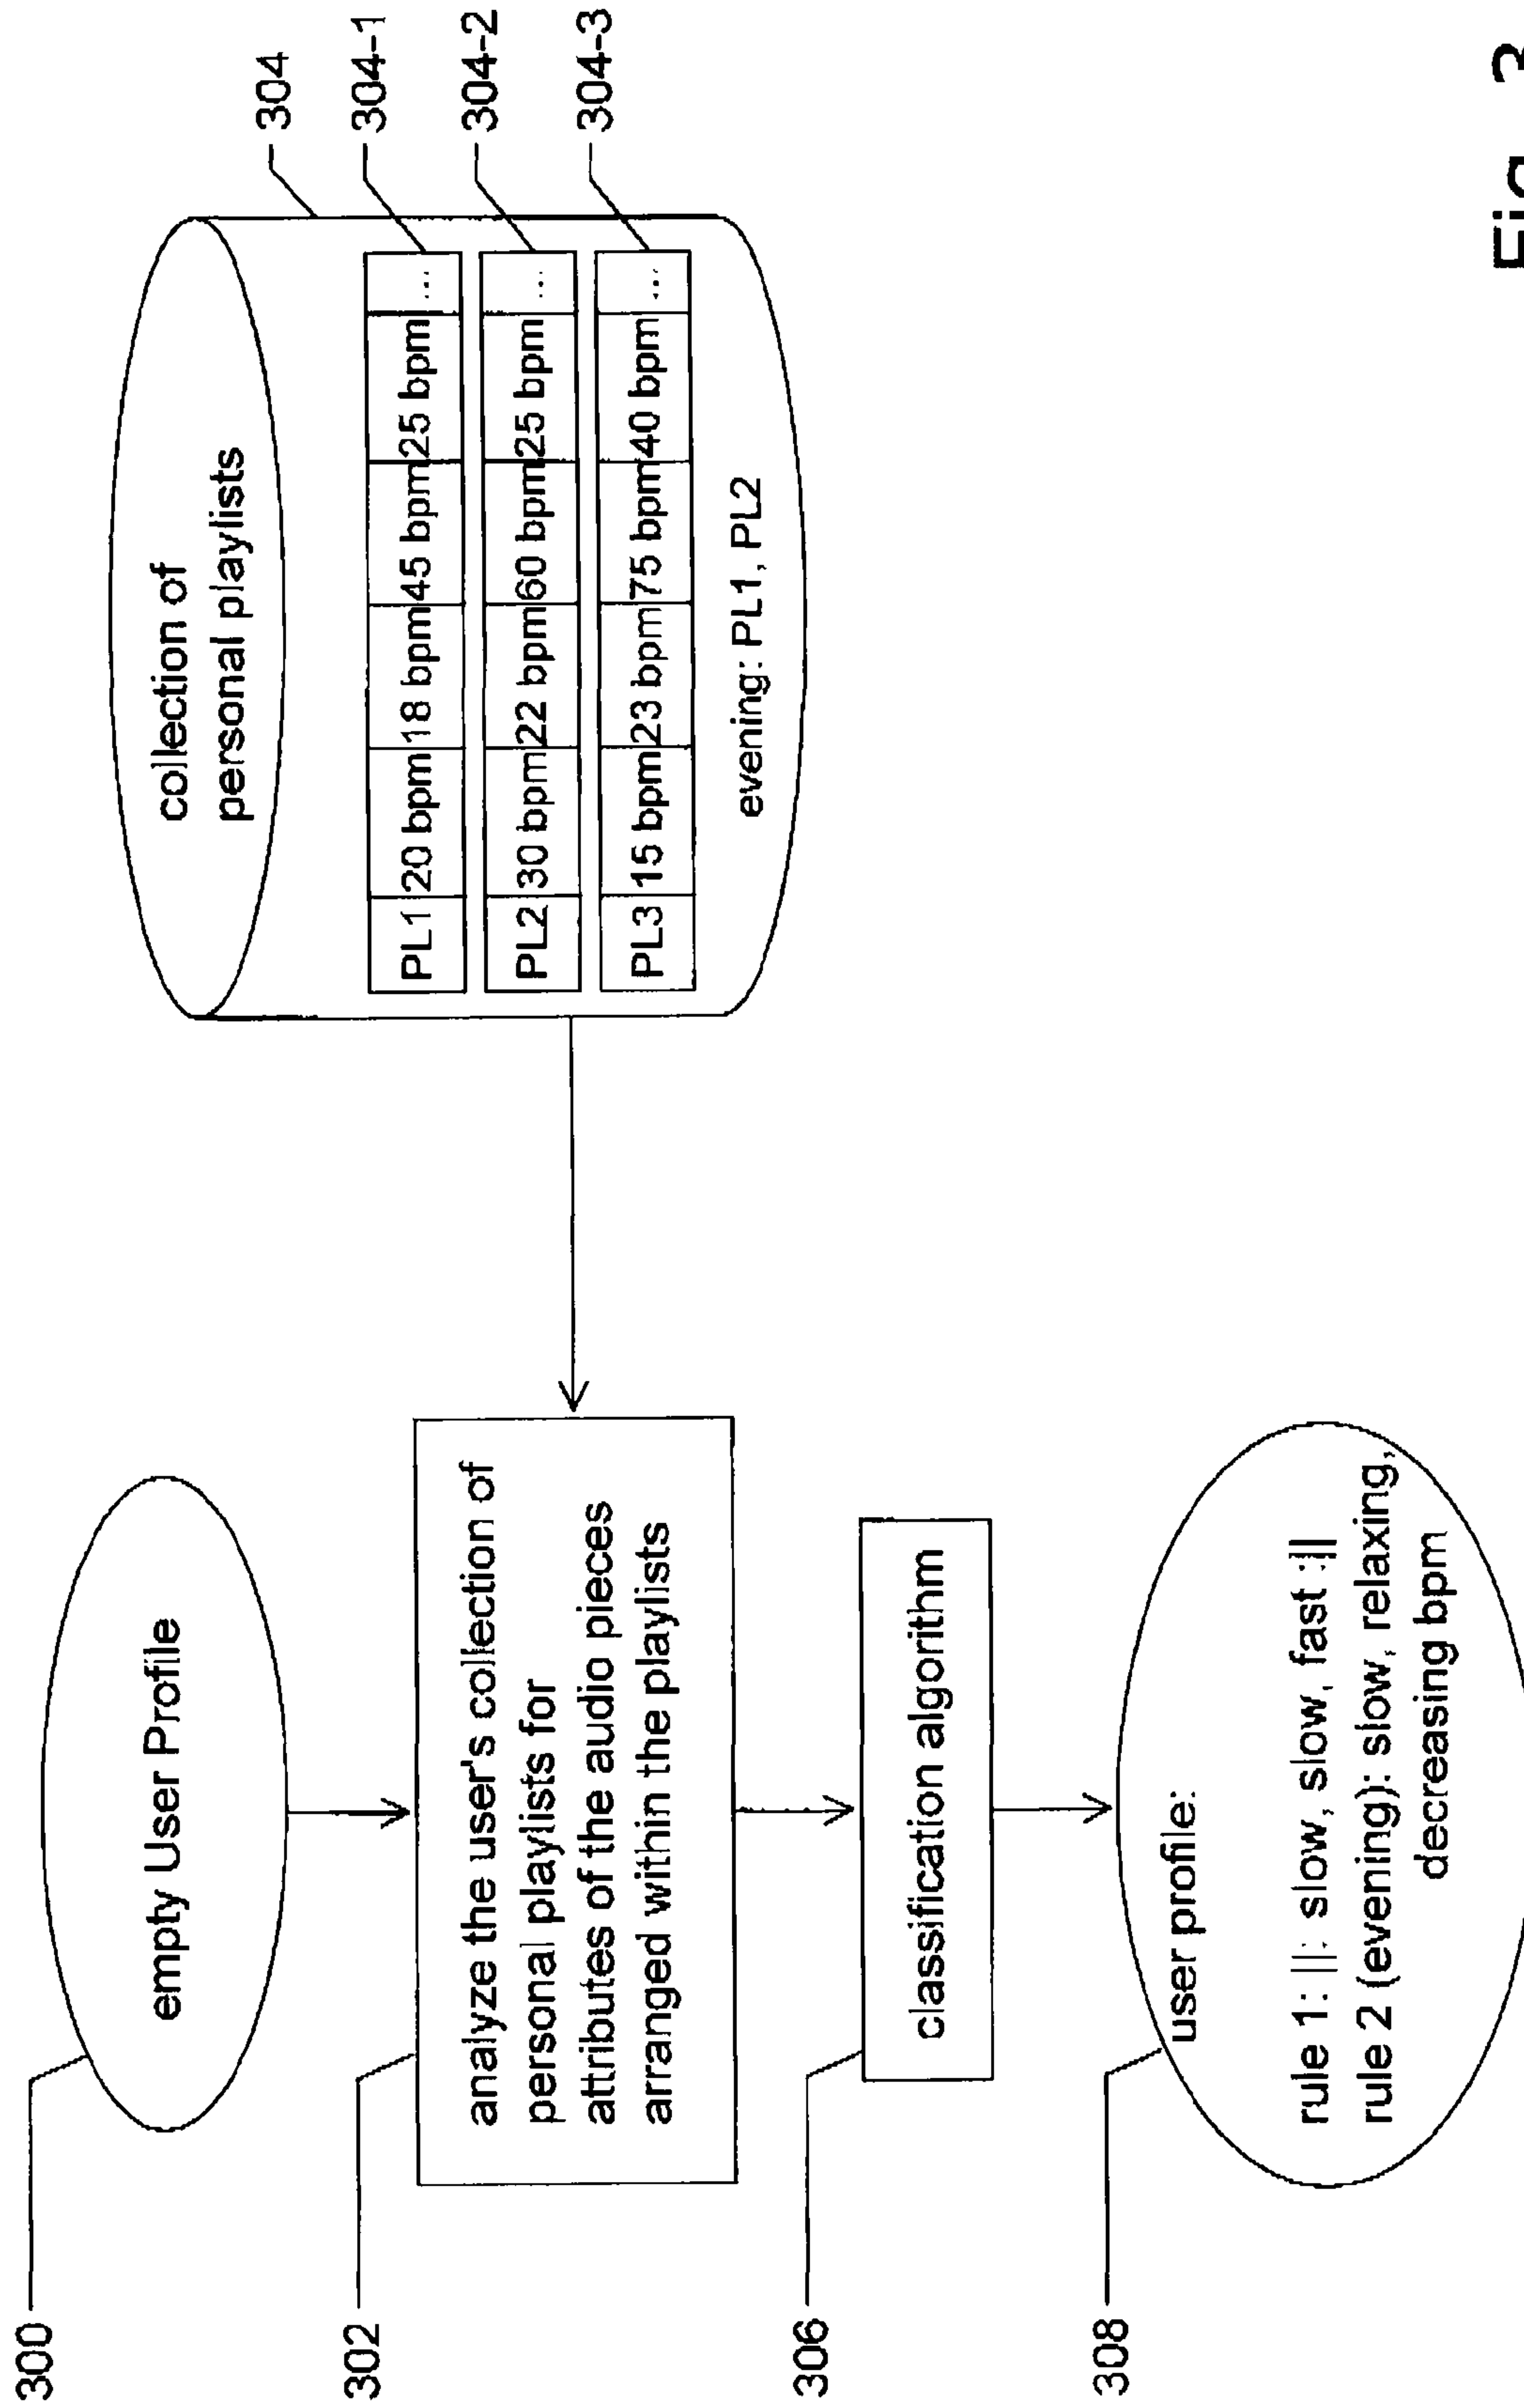 300
empty User Profile
302
analyze the user's collection of
personal playlists for
attributes of the audio pieces
arranged within the playlists
306
classification algorithm
308
user profile:
rule 1: ||: slow, slow, fast :||
rule 2 (evening): slow, relaxing,
decreasing bpm
collection of
personal playlists
304
PL1 20 bpm 18 bpm 45 bpm 25 bpm ...
304-1
PL2 30 bpm 22 bpm 60 bpm 25 bpm ...
304-2
PL3 15 bpm 23 bpm 75 bpm 40 bpm ...
304-3
evening: PL1, PL2
Fig. 3